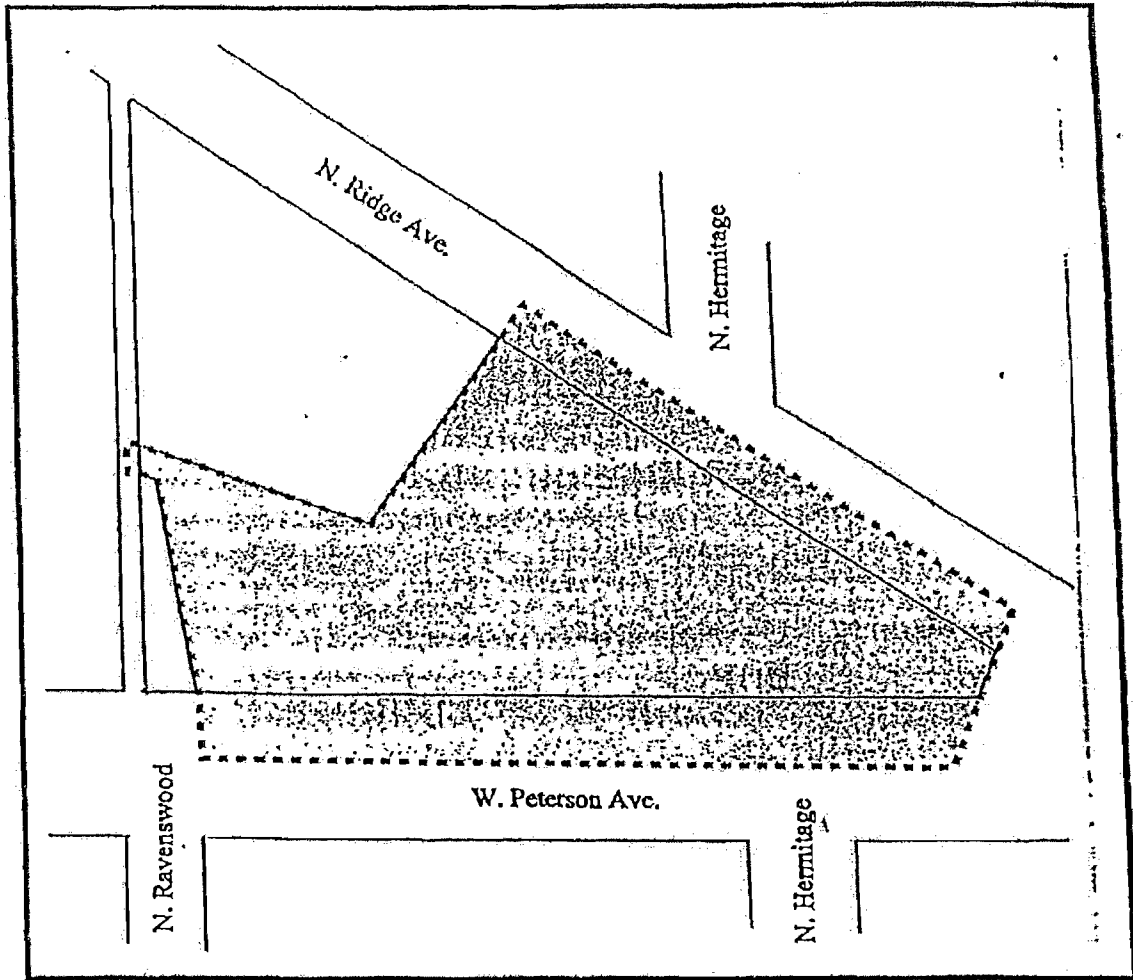 N. Ridge Ave.
N. Hermitage
W. Peterson Ave.
N. Ravenswood
N. Hermitage